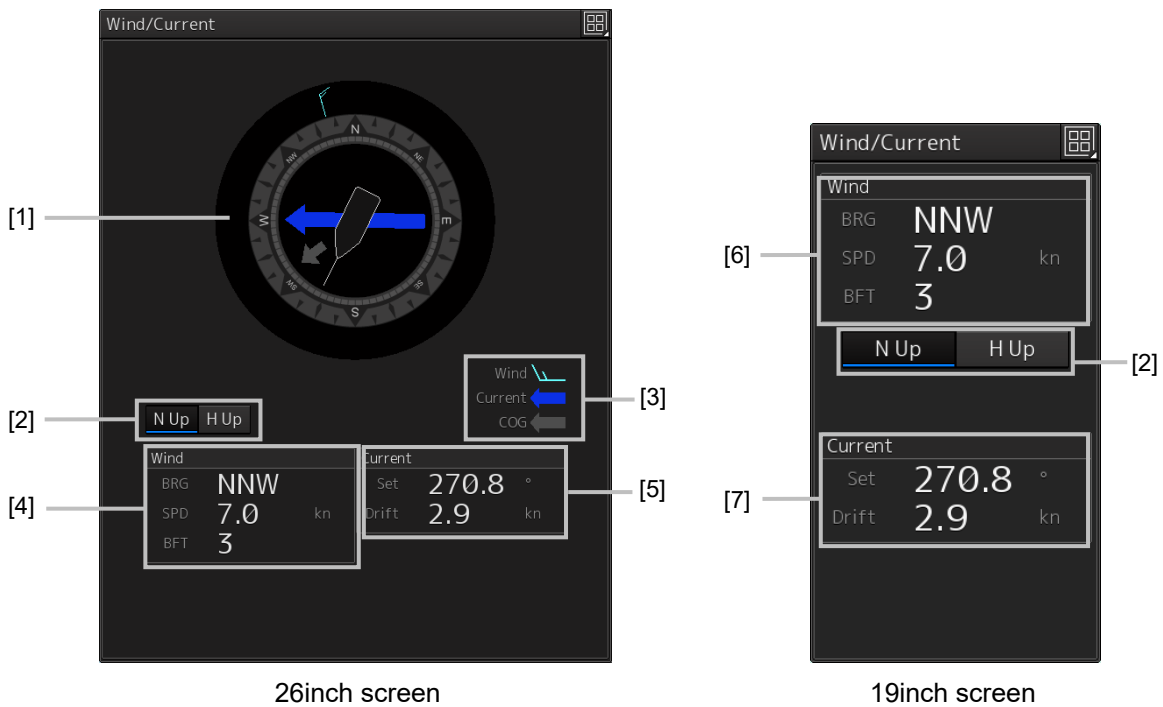 Wind/Current
N
NW
NE
W
E
SW
SE
S
[1]
Wind
Current
COG
[3]
[2]
N Up
H Up
Wind
BRG NNW
SPD 7.0 kn
BFT 3
[4]
Current
Set 270.8 °
Drift 2.9 kn
[5]
26inch screen
Wind/Current
Wind
BRG NNW
SPD 7.0 kn
BFT 3
[6]
N Up
H Up
[2]
Current
Set 270.8 °
Drift 2.9 kn
[7]
19inch screen